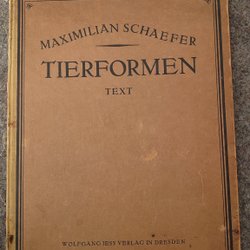 MAXIMILIAN SCHAEFER
TIERFORMEN
TEXT
WOLFGANG JESS VERLAG IN DRESDEN